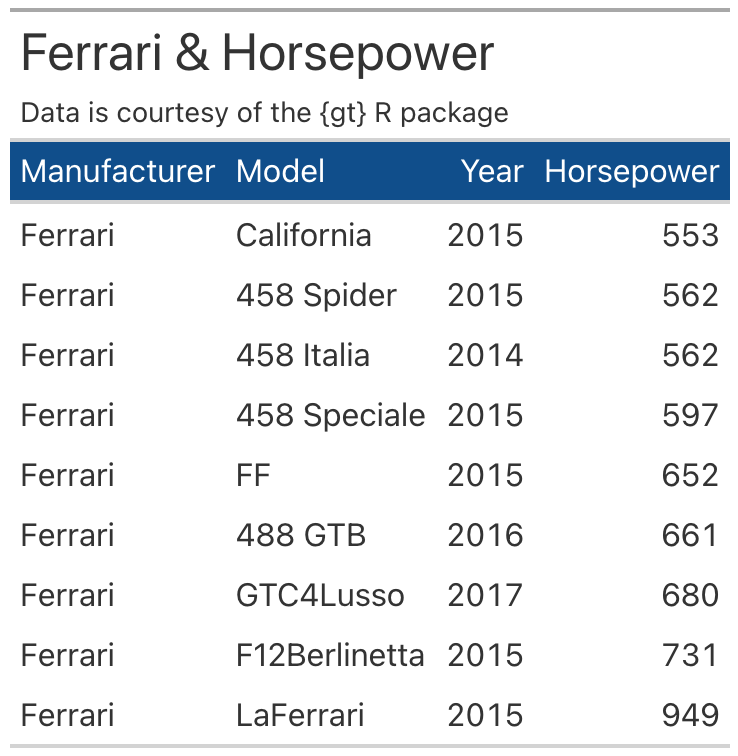 Ferrari & Horsepower
Data is courtesy of the {gt} R package
Manufacturer Model Year Horsepower
Ferrari California 2015 553
Ferrari 458 Spider 2015 562
Ferrari 458 Italia 2014 562
Ferrari 458 Speciale 2015 597
Ferrari FF 2015 652
Ferrari 488 GTB 2016 661
Ferrari GTC4Lusso 2017 680
Ferrari F12Berlinetta 2015 731
Ferrari LaFerrari 2015 949